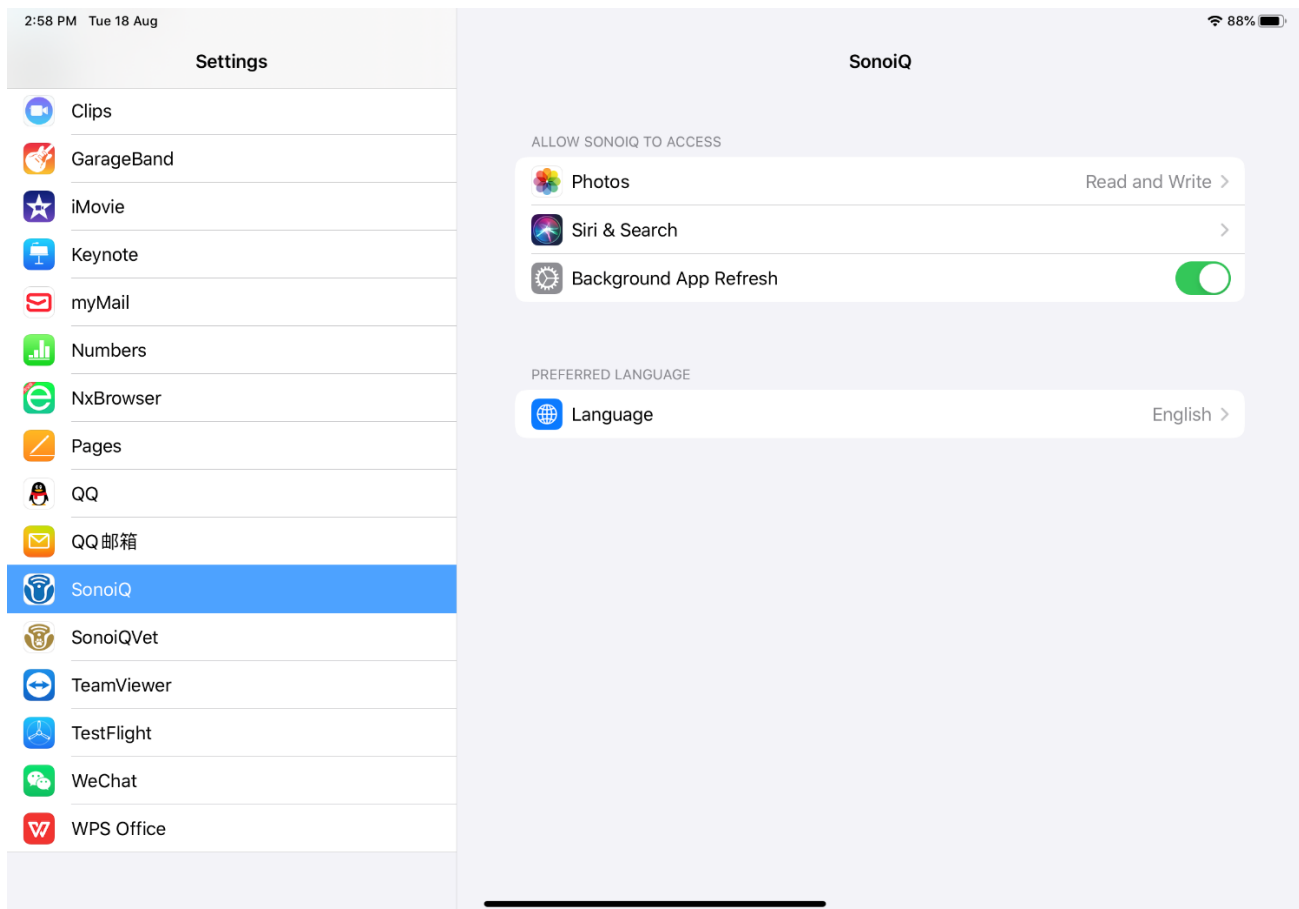 2:58 PM Tue 18 Aug
88%
Settings
Clips
GarageBand
iMovie
Keynote
myMail
Numbers
NxBrowser
Pages
QQ
QQ邮箱
SonoiQ
SonoiQVet
TeamViewer
TestFlight
WeChat
WPS Office
SonoiQ
ALLOW SONOIQ TO ACCESS
Photos Read and Write
Siri & Search
Background App Refresh
PREFERRED LANGUAGE
Language English